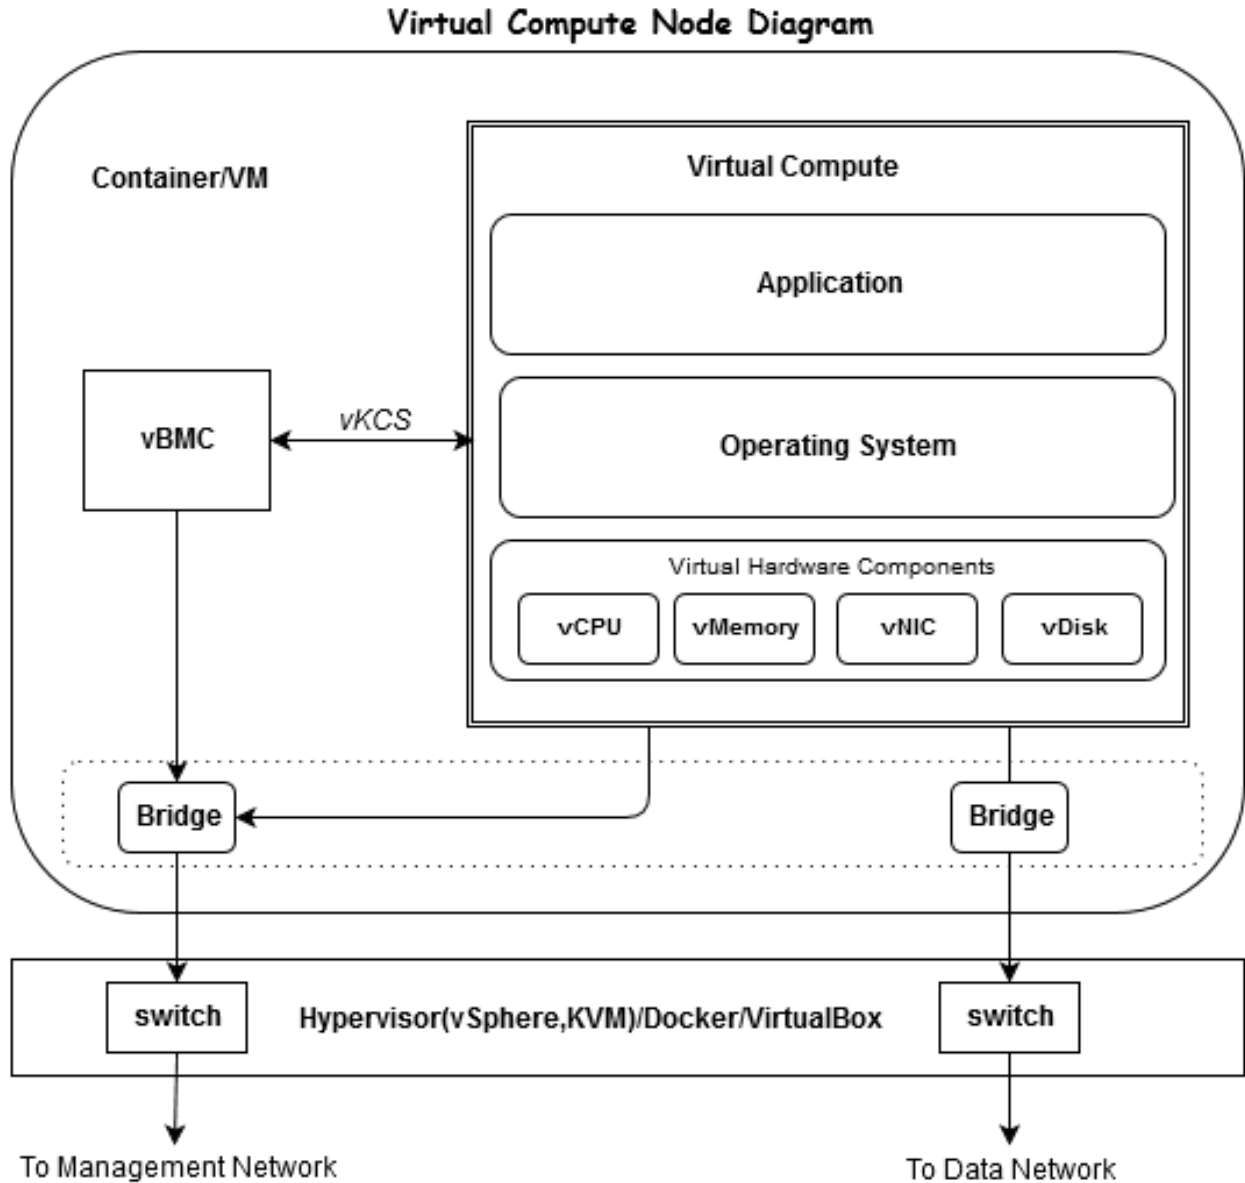 Virtual Compute Node Diagram
Container/VM
Virtual Compute
Application
vBMC
vKCS
Operating System
Virtual Hardware Components
vCPU
vMemory
vNIC
vDisk
Bridge
Bridge
switch
Hypervisor(vSphere,KVM)/Docker/VirtualBox
switch
To Management Network
To Data Network